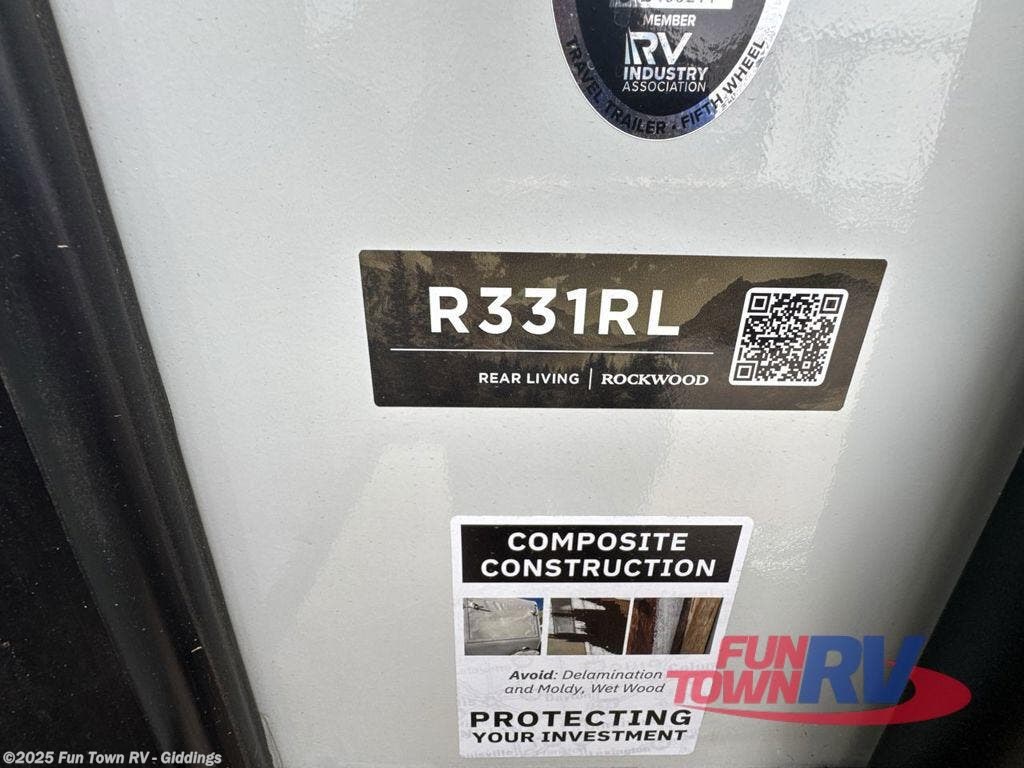 MEMBER
RV
INDUSTRY
ASSOCIATION
TRAVEL TRAILER • FIFTH WHEEL
R331RL
REAR LIVING | ROCKWOOD
COMPOSITE
CONSTRUCTION
Avoid: Delamination
and Moldy, Wet Wood
PROTECTING
YOUR INVESTMENT
FUN
TOWN RV
©2025 Fun Town RV - Giddings